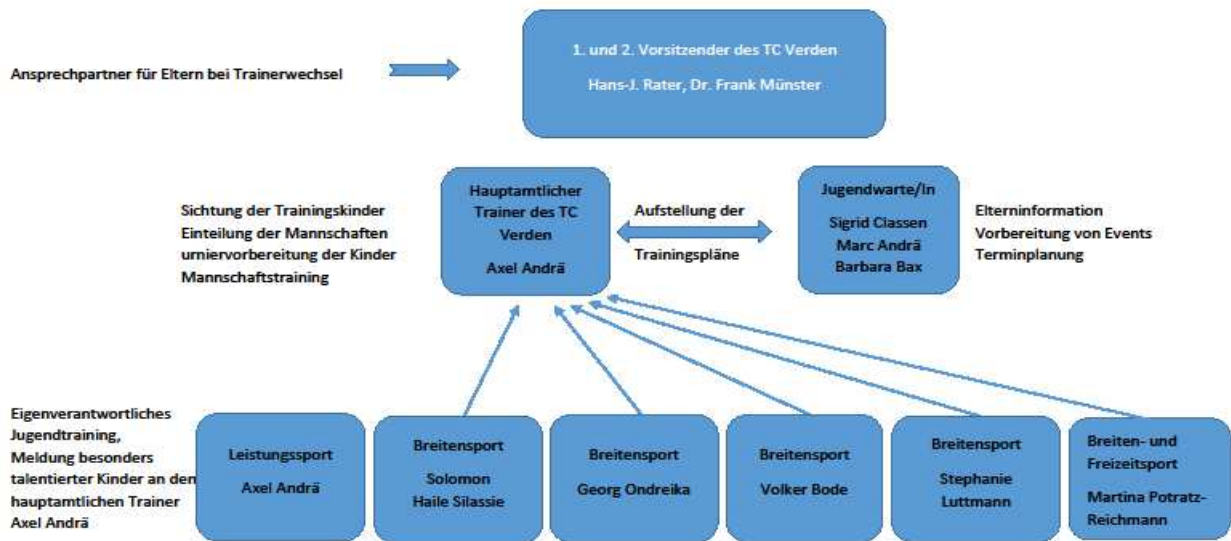 1. und 2. Vorsitzender des TC Verden
Hans-J. Rater, Dr. Frank Münster
Ansprechpartner für Eltern bei Trainerwechsel
Sichtung der Trainingskinder
Einteilung der Mannschaften
urniervorbereitung der Kinder
Mannschaftstraining
Hauptamtlicher
Trainer des TC
Verden
Axel Andrä
Aufstellung der
Trainingspläne
Jugendwarte/In
Sigrid Classen
Marc Andrä
Barbara Bax
Elterninformation
Vorbereitung von Events
Terminplanung
Eigenverantwortliches
Jugendtraining,
Meldung besonders
talentierter Kinder an den
hauptamtlichen Trainer
Axel Andrä
Leistungssport
Axel Andrä
Breitensport
Solomon
Haile Silassie
Breitensport
Georg Ondreika
Breitensport
Volker Bode
Breitensport
Stephanie
Luttmann
Breiten- und
Freizeitsport
Martina Potratz-
Reichmann